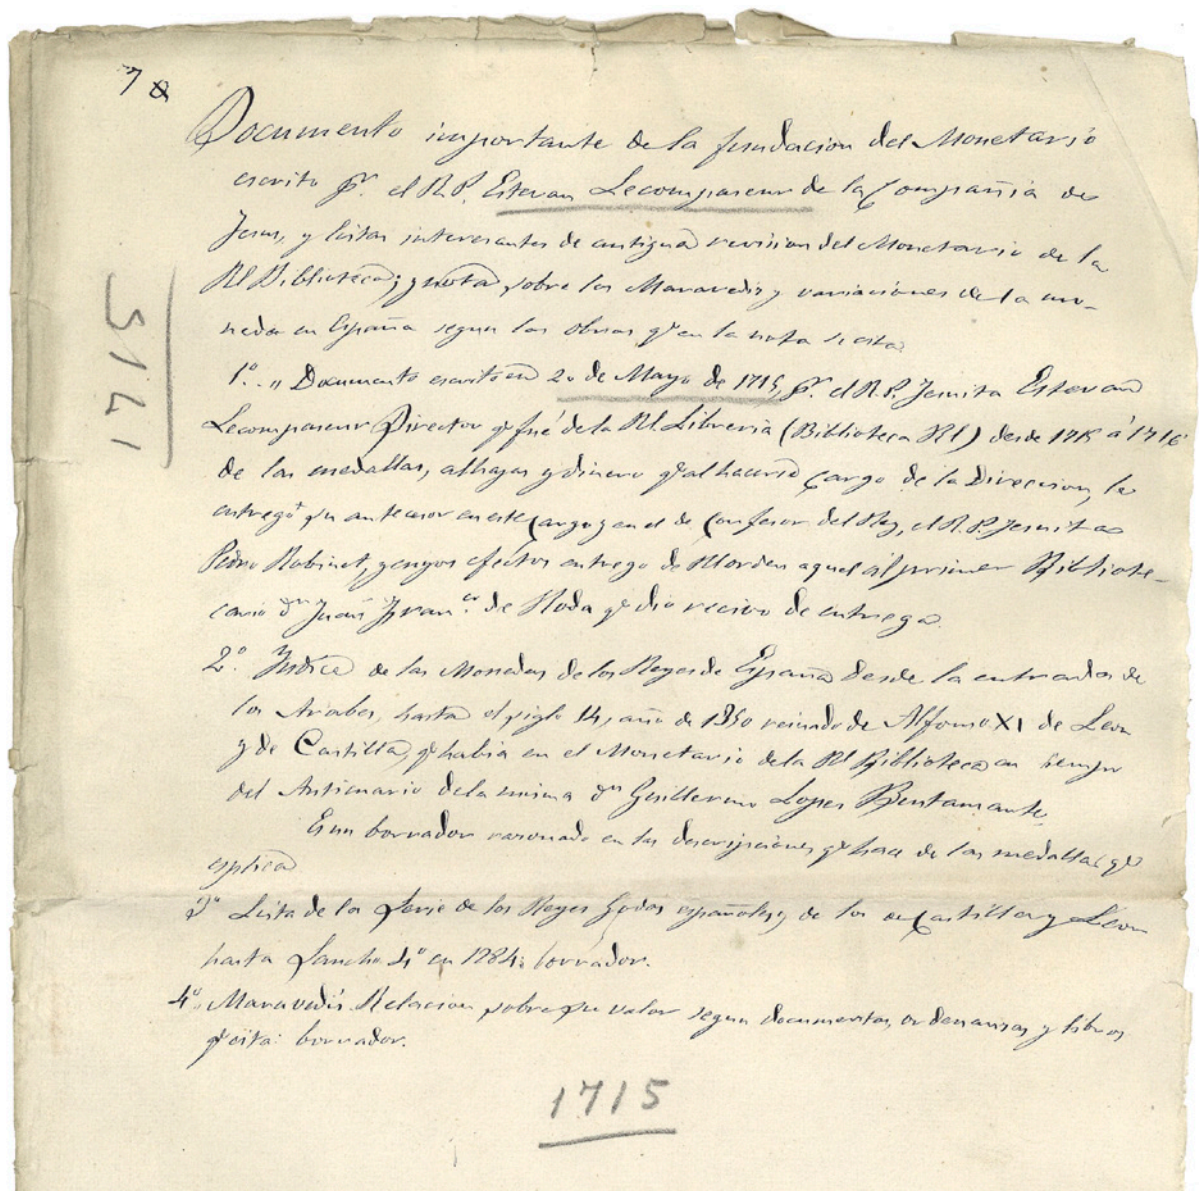 7
Documento importante de la fundacion del Monetario
escrito pr. el R.P. Estevan Lecompaseur de la Compañia de
Jesus, y listas interesantes de antigua revision del Monetario de la
Rl Biblioteca; y nota sobre los Maravedis y variaciones de la mo-
neda en España segun las obras qe en la nota se cita
1º. „ Documento escrito en 20 de Mayo de 1715, pr. el R.P. Jesuita Estevan
Lecompaseur Director qe fué de la Rl. Libreria (Biblioteca Rl) desde 1715 á 1716
de las medallas, alhajas y dinero qe al hacerse cargo de la Direccion, le
entregó su antecesor en este cargo y en el de Confesor del Rey, el R.P. Jesuita
Pedro Robinet, y cuyos efectos entrego de Rl orden aquel al primer Bibliote-
cario Dn Juan Franco. de Roda qe dio recivo de entrega.
2º. Indice de las Monedas de los Reyes de España desde la entrada de
los Arabes, hasta el siglo 14, año de 1350 reinado de Alfonso XI de Leon
y de Castilla, qe habia en el Monetario de la Rl Biblioteca en tiempo
del Anticuario de la misma Dn Guillermo Lopez Bustamante.
Es un borrador razonado en las descripciones qe hace de las medallas qe
esplica
3º Lista de la Serie de los Reyes Godos españoles, y de los de Castilla y Leon
hasta Sancho 4º en 1284: borrador.
4º. Maravedis. Relacion sobre su valor segun documentos, ordenanzas y libros
qe cita: borrador.
1715
1715